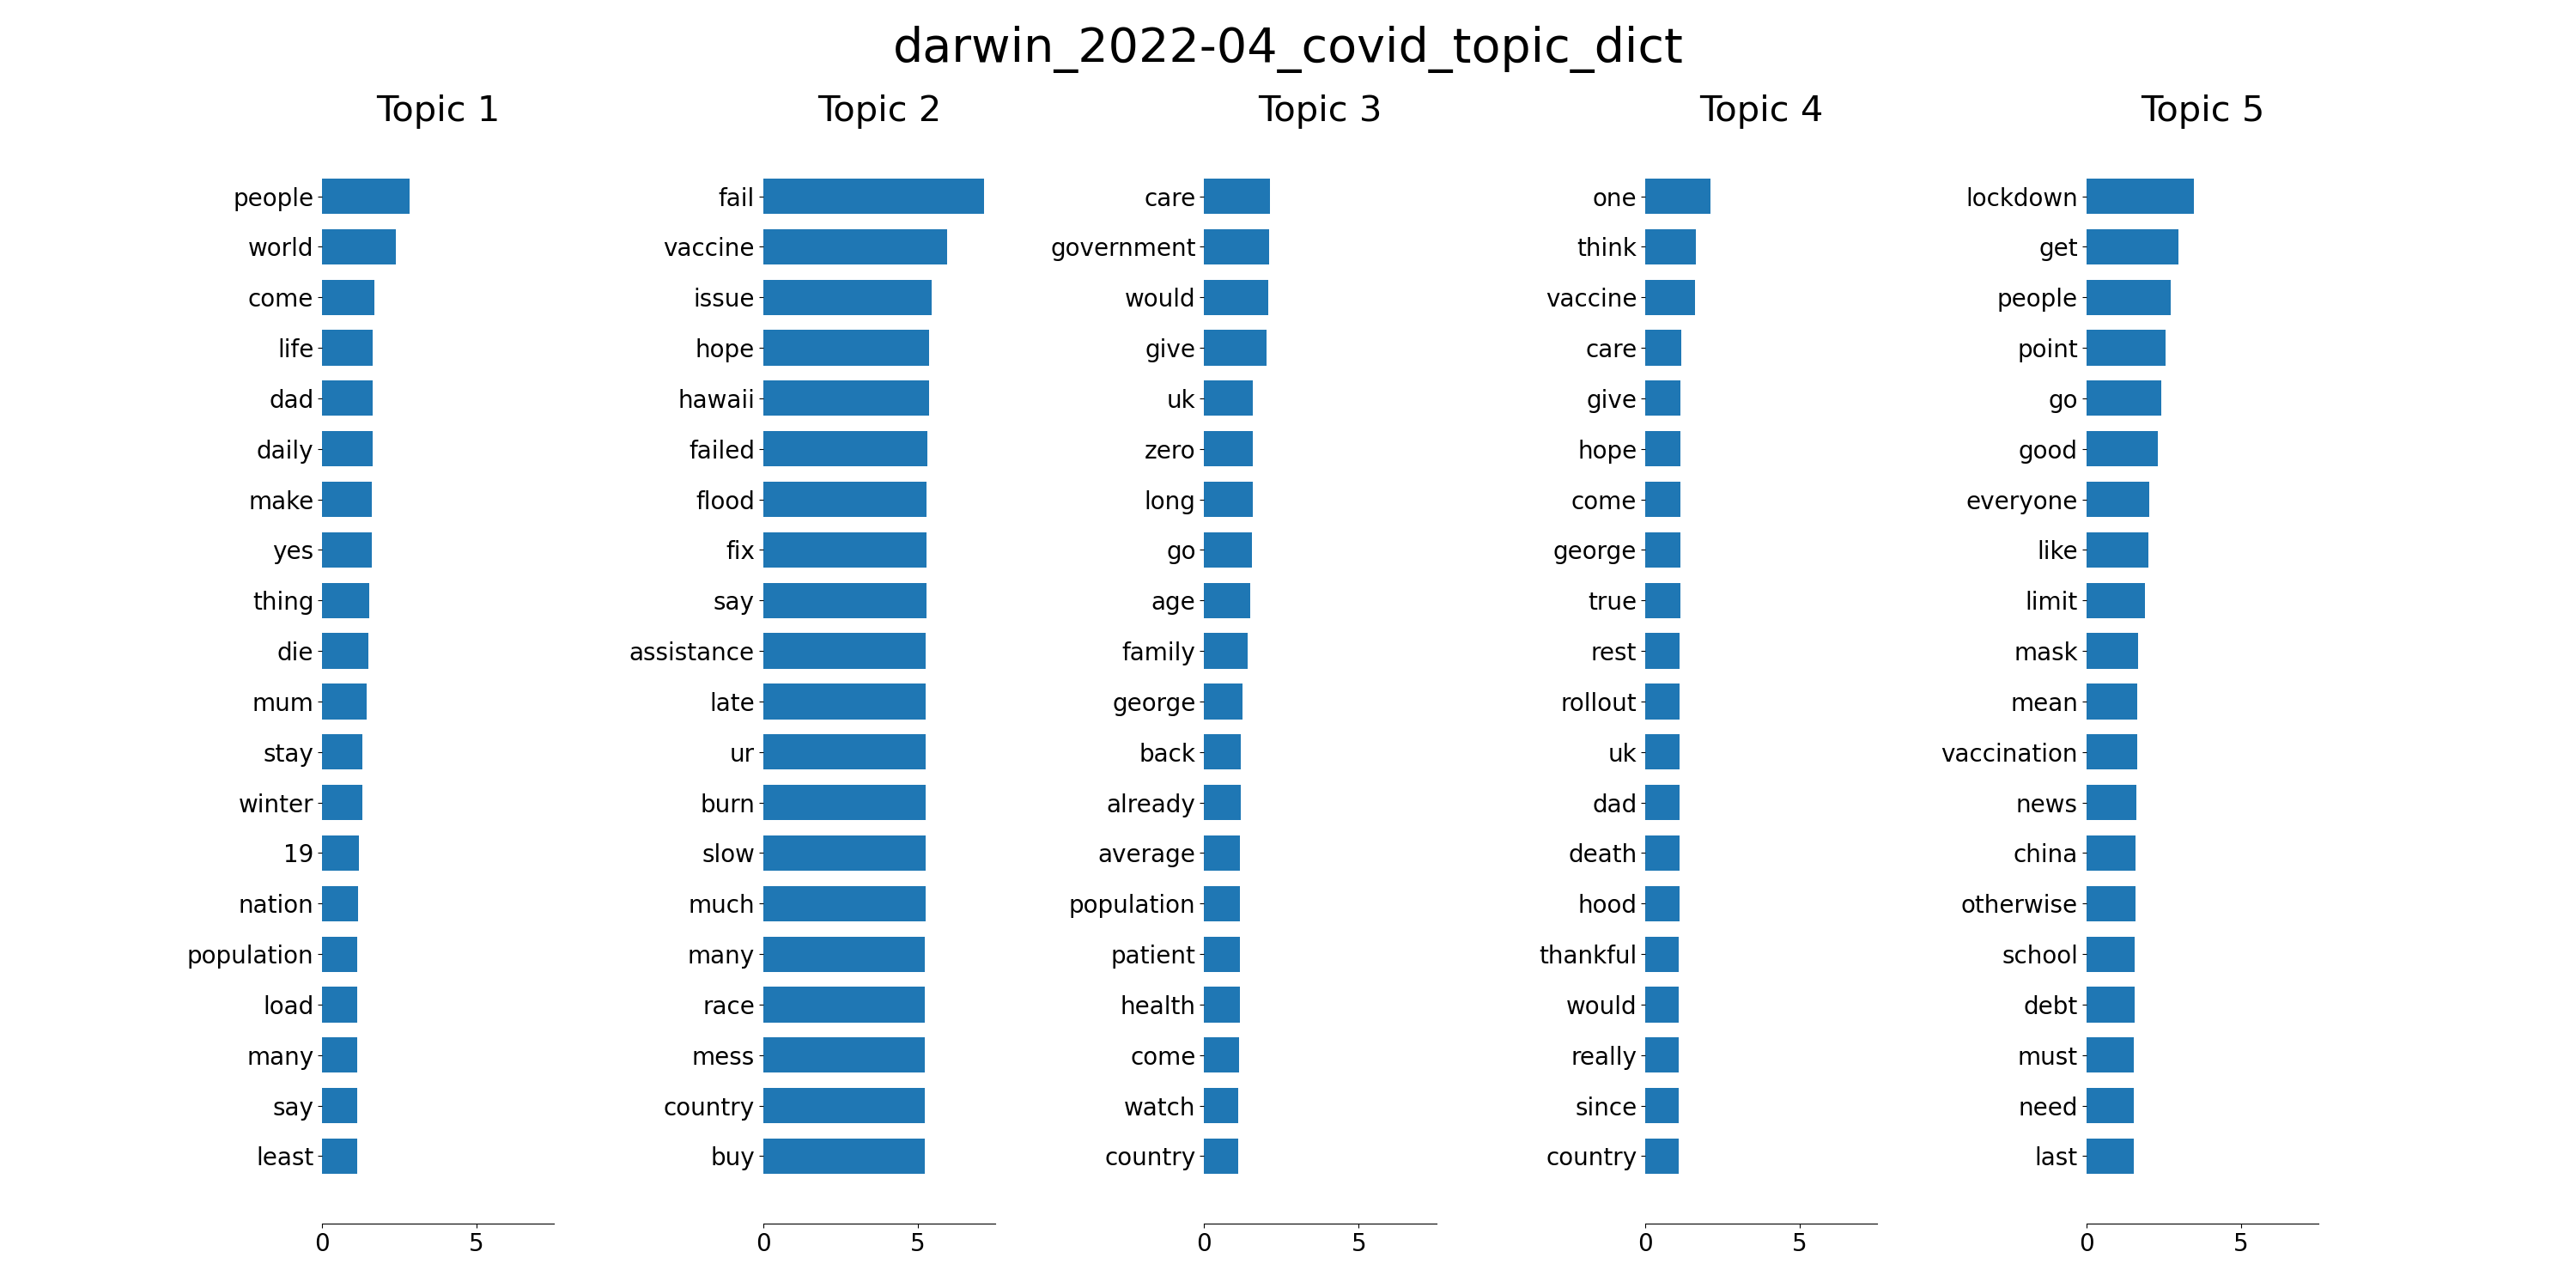 darwin_2022-04_covid_topic_dict
Topic 1
people
world
come
life
dad
daily
make
yes
thing
die
mum
stay
winter
19
nation
population
load
many
say
least
0 5
Topic 2
fail
vaccine
issue
hope
hawaii
failed
flood
fix
say
assistance
late
ur
burn
slow
much
many
race
mess
country
buy
0 5
Topic 3
care
government
would
give
uk
zero
long
go
age
family
george
back
already
average
population
patient
health
come
watch
country
0 5
Topic 4
one
think
vaccine
care
give
hope
come
george
true
rest
rollout
uk
dad
death
hood
thankful
would
really
since
country
0 5
Topic 5
lockdown
get
people
point
go
good
everyone
like
limit
mask
mean
vaccination
news
china
otherwise
school
debt
must
need
last
0 5